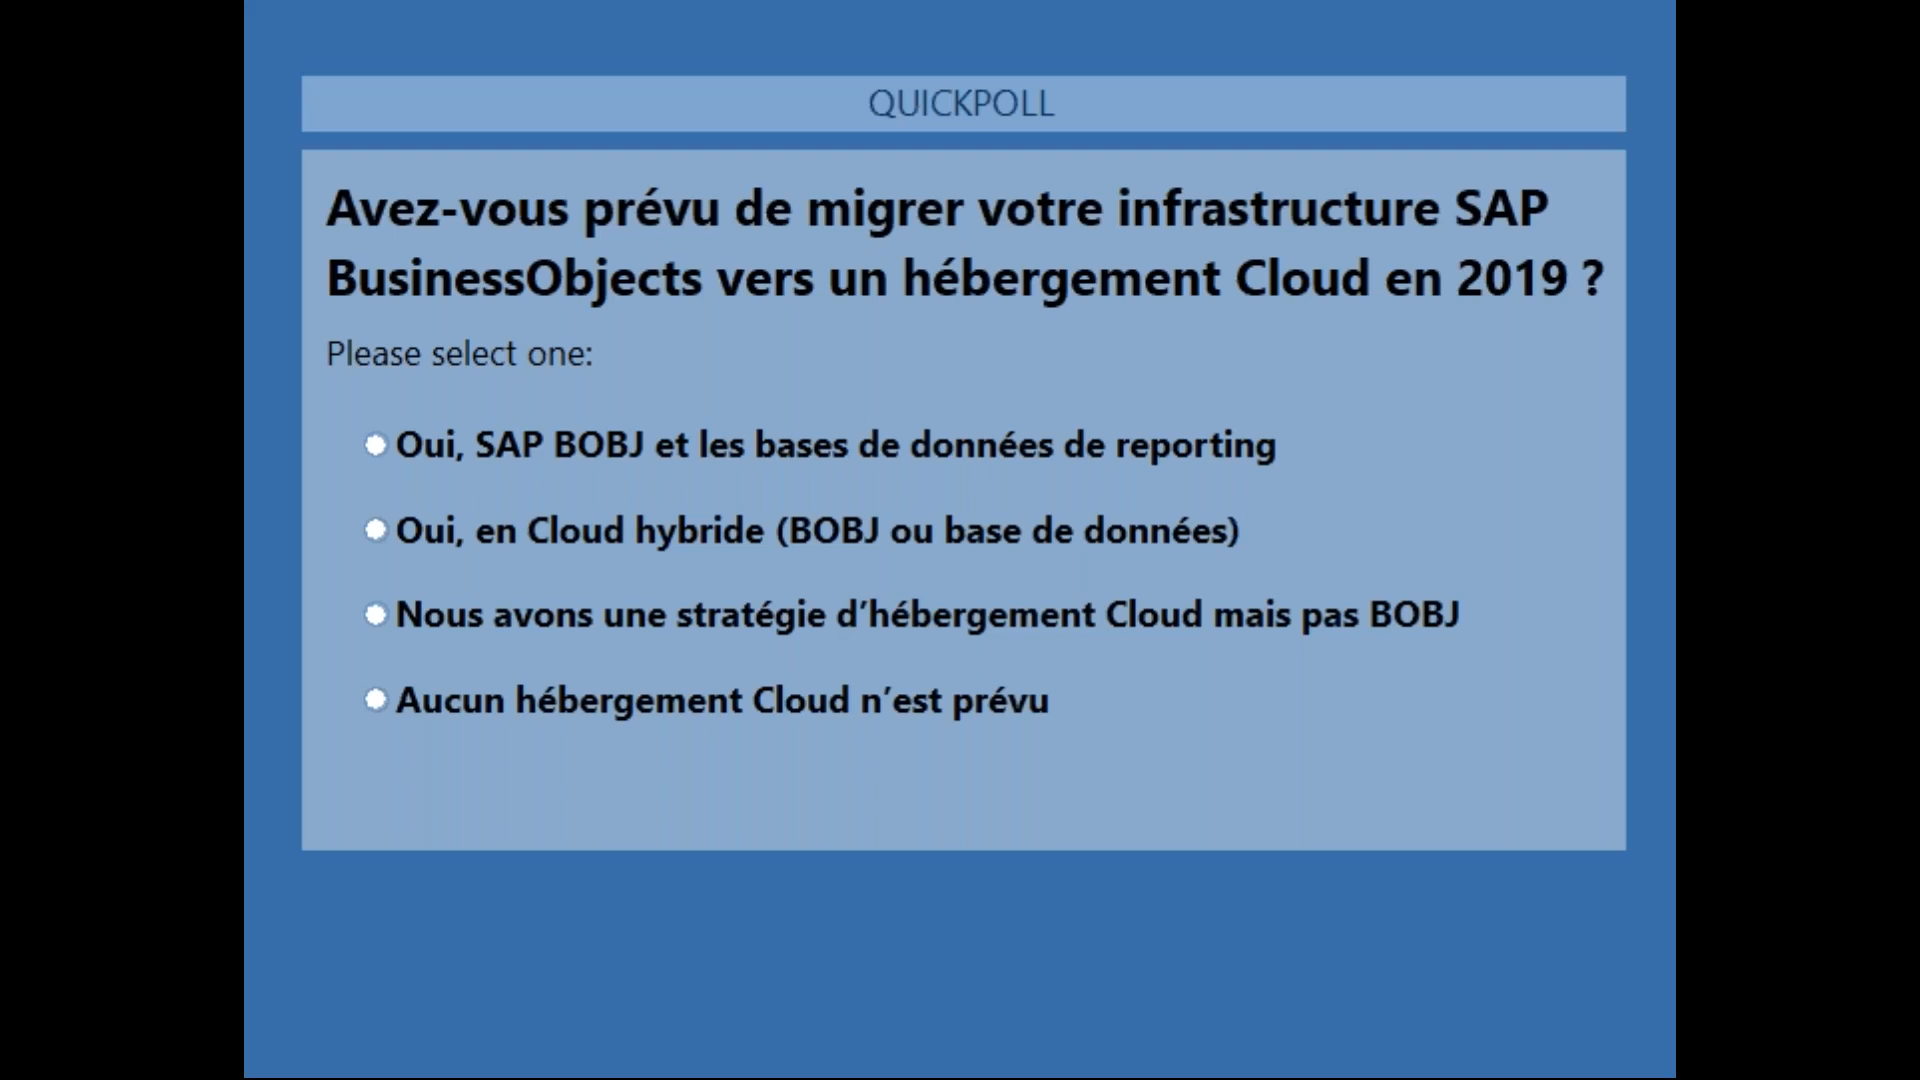 QUICKPOLL
Avez-vous prévu de migrer votre infrastructure SAP
BusinessObjects vers un hébergement Cloud en 2019 ?
Please select one:
Oui, SAP BOBJ et les bases de données de reporting
Oui, en Cloud hybride (BOBJ ou base de données)
Nous avons une stratégie d’hébergement Cloud mais pas BOBJ
Aucun hébergement Cloud n’est prévu